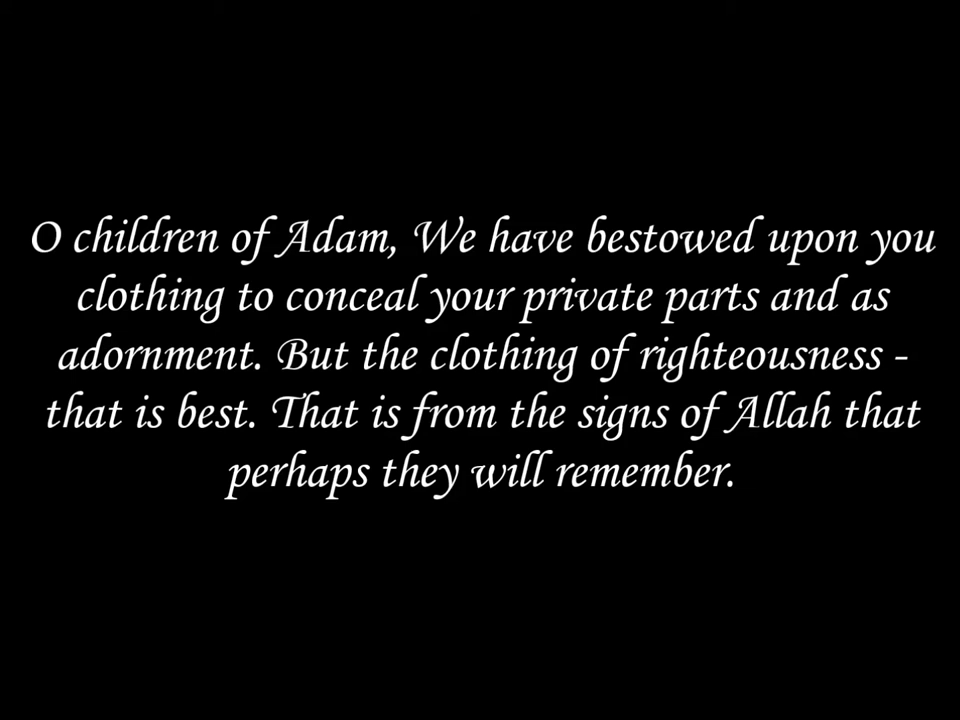 O children of Adam, We have bestowed upon you
clothing to conceal your private parts and as
adornment. But the clothing of righteousness -
that is best. That is from the signs of Allah that
perhaps they will remember.